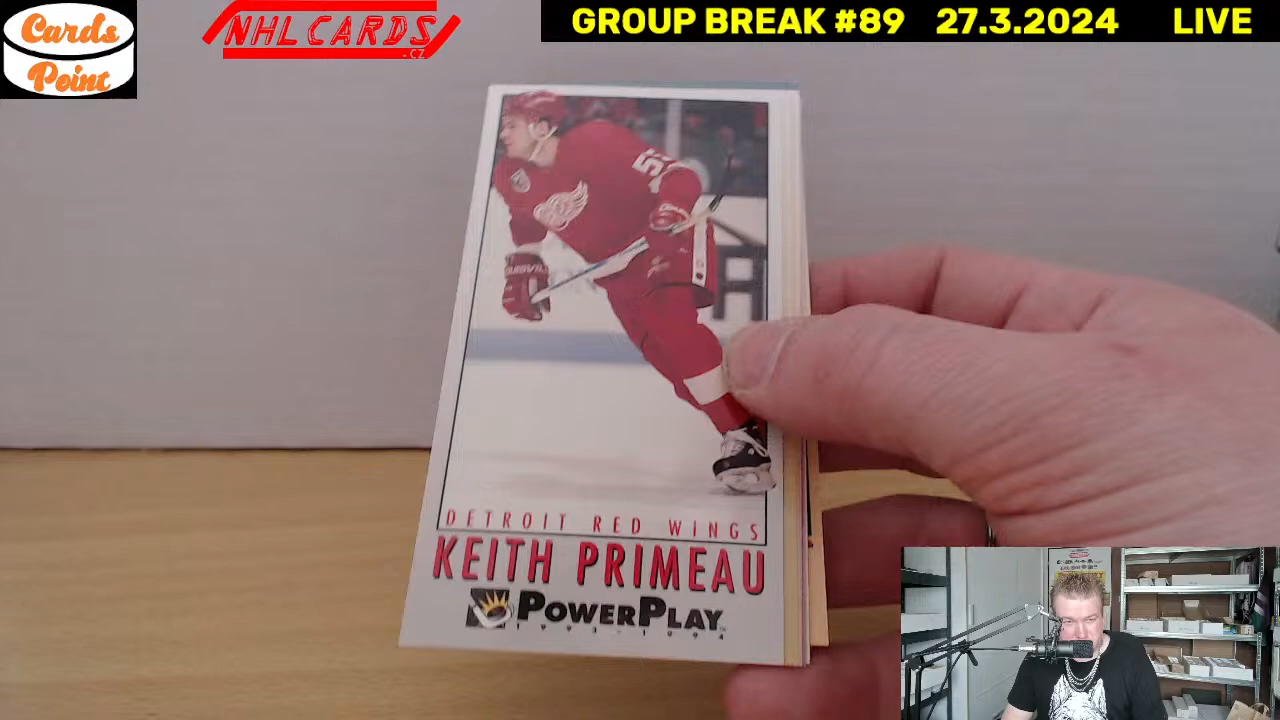 Cards
Point
NHL CARDS
.CZ
GROUP BREAK #89 27.3.2024 LIVE
LOUISVILLE
DETROIT RED WINGS
KEITH PRIMEAU
POWERPLAY
1993-1994